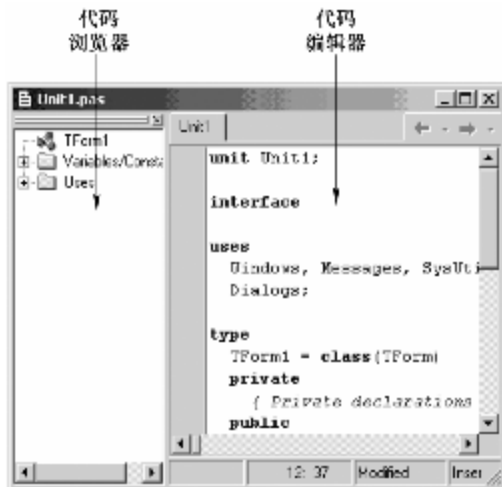 代码
浏览器
代码
编辑器
Unit1.pas
TForm1
Variables/Consta
Uses
Unit1
unit Unit1;
interface
uses
Windows, Messages, SysUti
Dialogs;
type
TForm1 = class(TForm)
private
{ Private declarations
public
12: 37
Modified
Inser